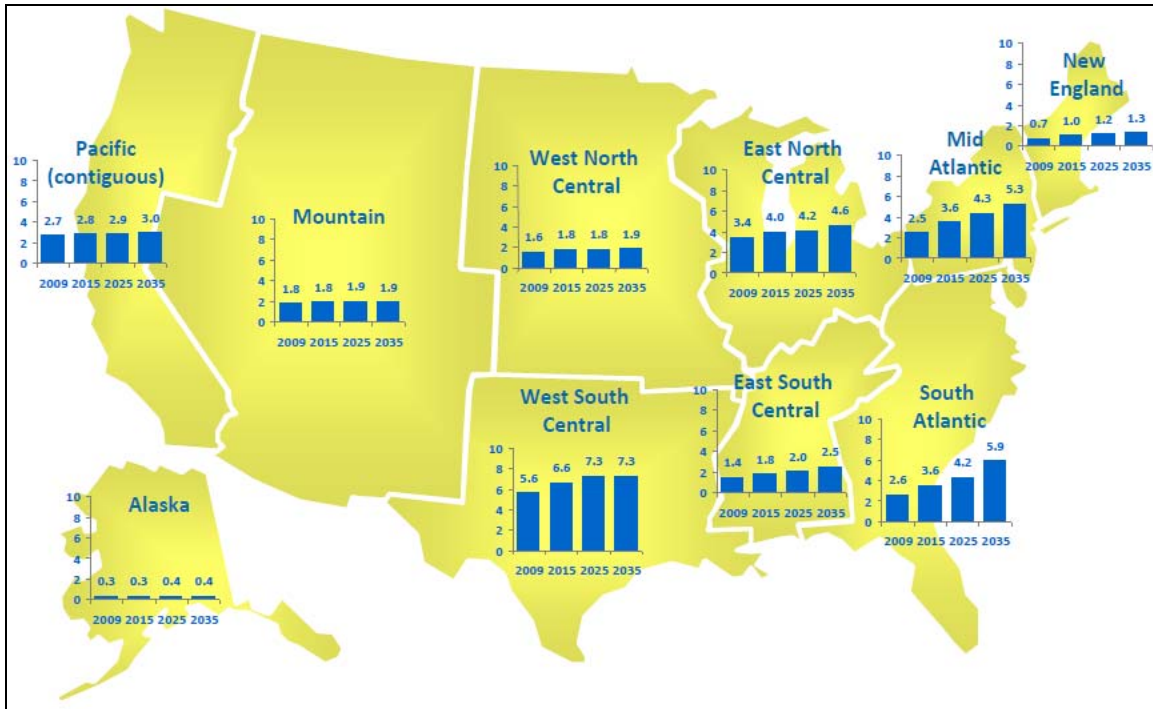 New
England
10
8
6
4
2
0
0.7 1.0 1.2 1.3
2009 2015 2025 2035
Mid
Atlantic
10
8
6
4
2
0
2.5 3.6 4.3 5.3
2009 2015 2025 2035
Pacific
(contiguous)
10
8
6
4
2
0
2.7 2.8 2.9 3.0
2009 2015 2025 2035
Mountain
10
8
6
4
2
0
1.8 1.8 1.9 1.9
2009 2015 2025 2035
West North
Central
10
8
6
4
2
0
1.6 1.8 1.8 1.9
2009 2015 2025 2035
East North
Central
10
8
6
4
2
0
3.4 4.0 4.2 4.6
2009 2015 2025 2035
West South
Central
10
8
6
4
2
0
5.6 6.6 7.3 7.3
2009 2015 2025 2035
East South
Central
10
8
6
4
2
0
1.4 1.8 2.0 2.5
2009 2015 2025 2035
South
Atlantic
10
8
6
4
2
0
2.6 3.6 4.2 5.9
2009 2015 2025 2035
Alaska
10
8
6
4
2
0
0.3 0.3 0.4 0.4
2009 2015 2025 2035